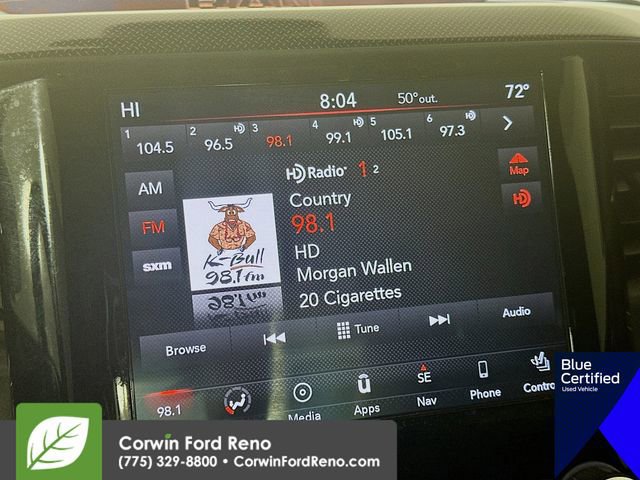 HI 8:04 50° out. 72°
1 104.5 2 96.5 HD 3 98.1 4 99.1 HD 5 105.1 6 97.3 HD
HD Radio 1 2
Map
AM
Country
HD
FM
98.1
K-Bull
98.1 fm
HD
sxm
Morgan Wallen
20 Cigarettes
Browse
Tune
Audio
98.1
Media
Apps
SE
Nav
Phone
Contro
Blue
Certified
Used Vehicle
Corwin Ford Reno
(775) 329-8800 • CorwinFordReno.com